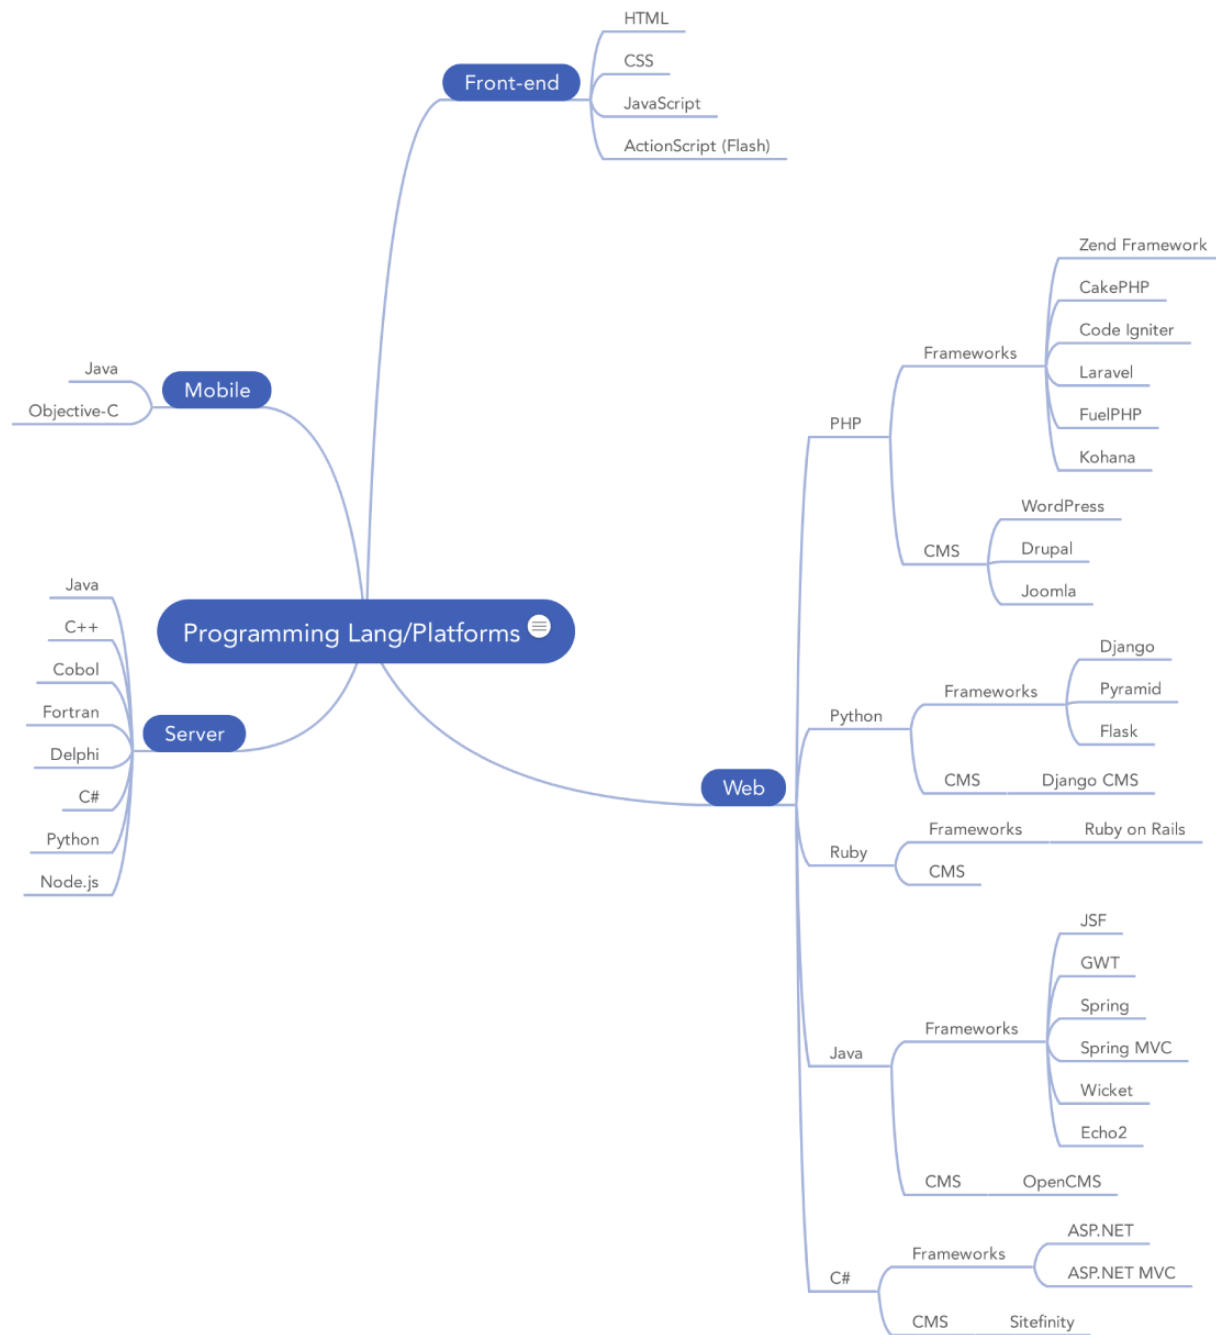 HTML
CSS
Front-end
JavaScript
ActionScript (Flash)
Zend Framework
CakePHP
Code Igniter
Frameworks
Laravel
FuelPHP
Kohana
PHP
WordPress
CMS
Drupal
Joomla
Java
Mobile
Objective-C
Programming Lang/Platforms
Java
C++
Cobol
Fortran
Server
Delphi
C#
Python
Node.js
Web
Django
Frameworks
Pyramid
Flask
Python
CMS
Django CMS
Frameworks
Ruby on Rails
Ruby
CMS
JSF
GWT
Spring
Frameworks
Spring MVC
Java
Wicket
Echo2
CMS
OpenCMS
ASP.NET
Frameworks
ASP.NET MVC
C#
CMS
Sitefinity